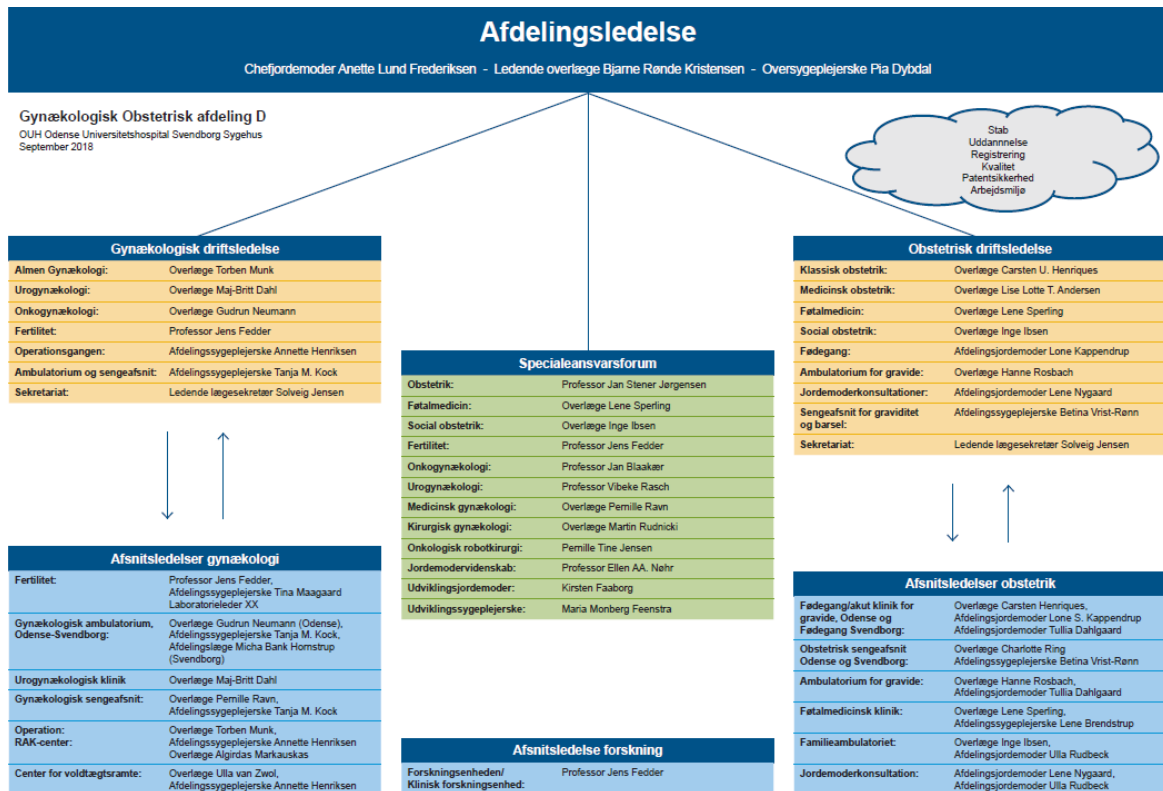 Afdelingsledelse
Chefjordemoder Anette Lund Frederiksen - Ledende overlæge Bjarne Rønde Kristensen - Oversygeplejerske Pia Dybdal
Gynækologisk Obstetrisk afdeling D
OUH Odense Universitetshospital Svendborg Sygehus
September 2018
Stab
Uddannnelse
Registrering
Kvalitet
Patentsikkerhed
Arbejdsmiljø
Gynækologisk driftsledelse
Almen Gynækologi: Overlæge Torben Munk
Urogynækologi: Overlæge Maj-Britt Dahl
Onkogynækologi: Overlæge Gudrun Neumann
Fertilitet: Professor Jens Fedder
Operationsgangen: Afdelingssygeplejerske Annette Henriksen
Ambulatorium og sengeafsnit: Afdelingssygeplejerske Tanja M. Kock
Sekretariat: Ledende lægesekretær Solveig Jensen
Specialeansvarsforum
Obstetrik: Professor Jan Stener Jørgensen
Føtalmedicin: Overlæge Lene Sperling
Social obstetrik: Overlæge Inge Ibsen
Fertilitet: Professor Jens Fedder
Onkogynækologi: Professor Jan Blaakær
Urogynækologi: Professor Vibeke Rasch
Medicinsk gynækologi: Overlæge Pernille Ravn
Kirurgisk gynækologi: Overlæge Martin Rudnicki
Onkologisk robotkirurgi: Pernille Tine Jensen
Jordemodervidenskab: Professor Ellen AA. Nøhr
Udviklingsjordemoder: Kirsten Faaborg
Udviklingssygeplejerske: Maria Monberg Feenstra
Obstetrisk driftsledelse
Klassisk obstetrik: Overlæge Carsten U. Henriques
Medicinsk obstetrik: Overlæge Lise Lotte T. Andersen
Føtalmedicin: Overlæge Lene Sperling
Social obstetrik: Overlæge Inge Ibsen
Fødegang: Afdelingsjordemoder Lone Kappendrup
Ambulatorium for gravide: Overlæge Hanne Rosbach
Jordemoderkonsultationer: Afdelingsjordemoder Lene Nygaard
Sengeafsnit for graviditet Afdelingssygeplejerske Betina Vrist-Rønn
og barsel:
Sekretariat: Ledende lægesekretær Solveig Jensen
Afsnitsledelser gynækologi
Fertilitet: Professor Jens Fedder,
Afdelingssygeplejerske Tina Maagaard
Laboratorieleder XX
Gynækologisk ambulatorium, Overlæge Gudrun Neumann (Odense),
Odense-Svendborg: Afdelingssygeplejerske Tanja M. Kock,
Afdelingslæge Micha Bank Hornstrup
(Svendborg)
Urogynækologisk klinik Overlæge Maj-Britt Dahl
Gynækologisk sengeafsnit: Overlæge Pernille Ravn,
Afdelingssygeplejerske Tanja M. Kock
Operation: Overlæge Torben Munk,
RAK-center: Afdelingssygeplejerske Annette Henriksen
Overlæge Algirdas Markauskas
Center for voldtægtsramte: Overlæge Ulla van Zwol,
Afdelingssygeplejerske Annette Henriksen
Afsnitsledelse forskning
Forskningsenheden/ Professor Jens Fedder
Klinisk forskningsenhed:
Afsnitsledelser obstetrik
Fødegang/akut klinik for Overlæge Carsten Henriques,
gravide, Odense og Afdelingsjordemoder Lone S. Kappendrup
Fødegang Svendborg: Afdelingsjordemoder Tullia Dahlgaard
Obstetrisk sengeafsnit Overlæge Charlotte Ring
Odense og Svendborg: Afdelingssygeplejerske Betina Vrist-Rønn
Ambulatorium for gravide: Overlæge Hanne Rosbach,
Afdelingsjordemoder Tullia Dahlgaard
Føtalmedicinsk klinik: Overlæge Lene Sperling,
Afdelingssygeplejerske Lene Brendstrup
Familieambulatoriet: Overlæge Inge Ibsen,
Afdelingsjordemoder Ulla Rudbeck
Jordemoderkonsultation: Afdelingsjordemoder Lene Nygaard,
Afdelingsjordemoder Ulla Rudbeck